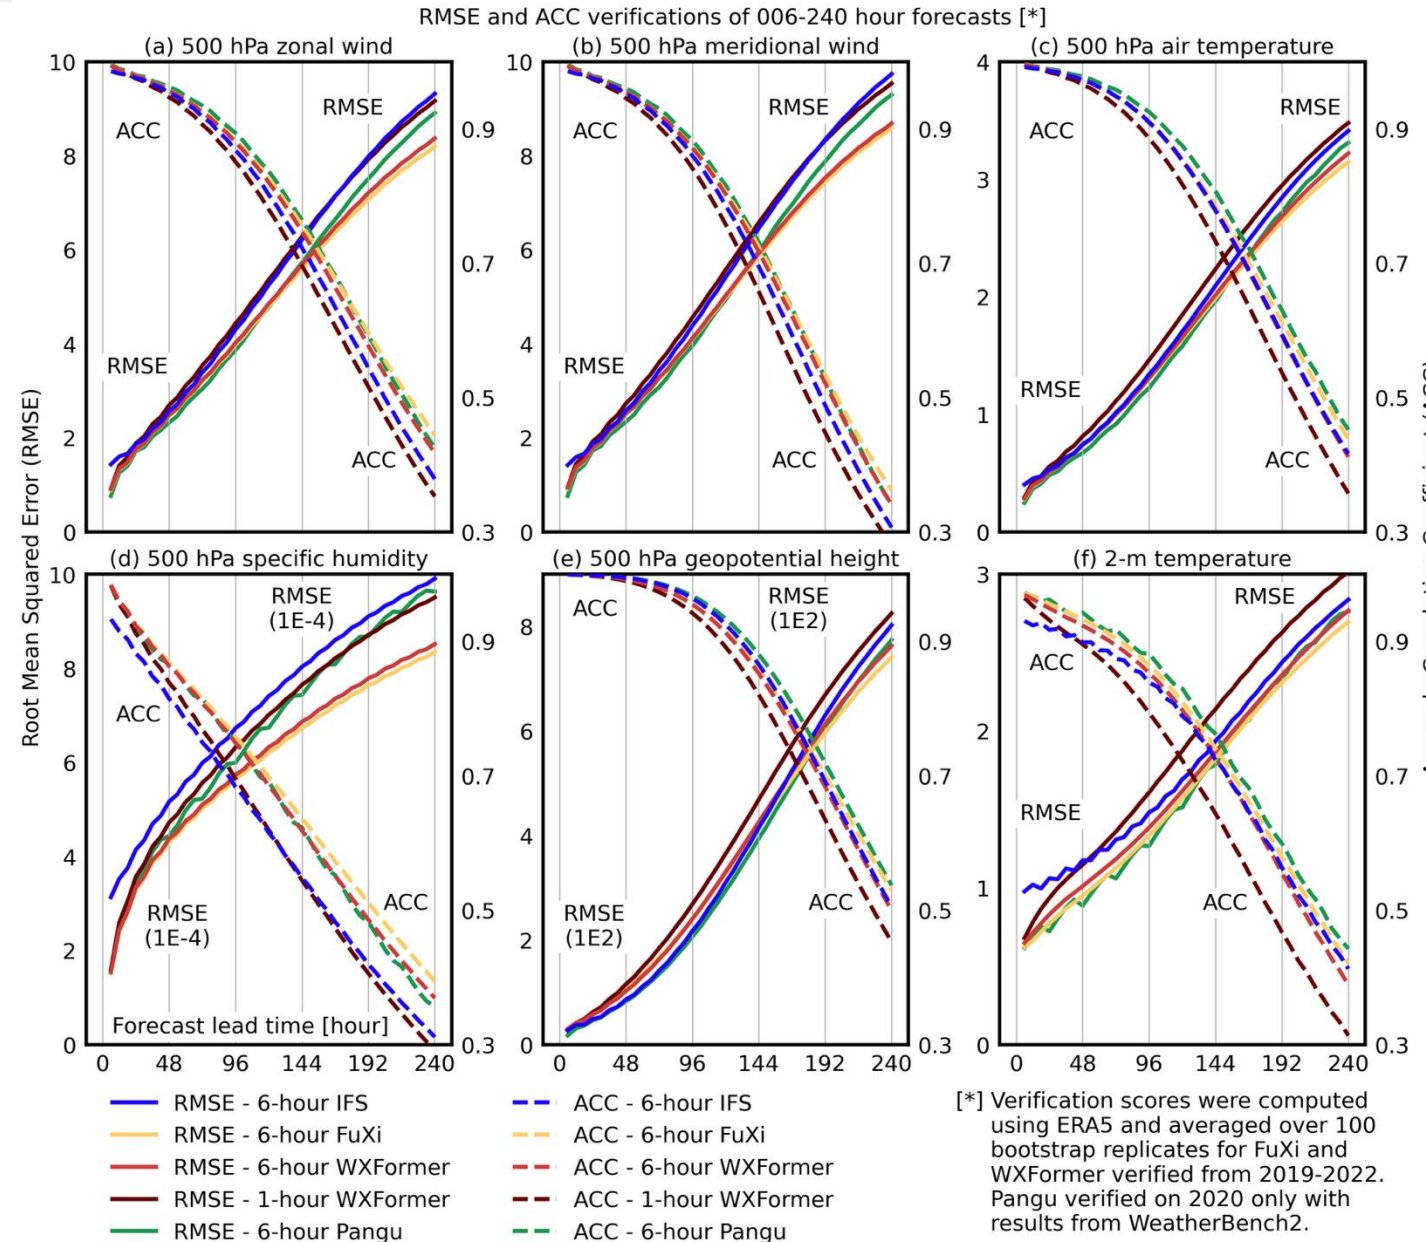 RMSE and ACC verifications of 006-240 hour forecasts [*]
(a) 500 hPa zonal wind
(b) 500 hPa meridional wind
(c) 500 hPa air temperature
10
8
6
4
2
0
ACC
RMSE
RMSE
ACC
0.9
0.7
0.5
0.3
10
8
6
4
2
0
ACC
RMSE
RMSE
ACC
0.9
0.7
0.5
0.3
4
3
2
1
0
ACC
RMSE
RMSE
ACC
0.9
0.7
0.5
0.3
Root Mean Squared Error (RMSE)
(d) 500 hPa specific humidity
(e) 500 hPa geopotential height
(f) 2-m temperature
10
8
6
4
2
0
RMSE
(1E-4)
ACC
ACC
RMSE
(1E-4)
Forecast lead time [hour]
0.9
0.7
0.5
0.3
0 48 96 144 192 240
8
6
4
2
0
ACC
RMSE
(1E2)
RMSE
(1E2)
ACC
0.9
0.7
0.5
0.3
0 48 96 144 192 240
3
2
1
0
RMSE
ACC
RMSE
ACC
0.9
0.7
0.5
0.3
0 48 96 144 192 240
RMSE - 6-hour IFS
RMSE - 6-hour FuXi
RMSE - 6-hour WXFormer
RMSE - 1-hour WXFormer
RMSE - 6-hour Pangu
ACC - 6-hour IFS
ACC - 6-hour FuXi
ACC - 6-hour WXFormer
ACC - 1-hour WXFormer
ACC - 6-hour Pangu
[*] Verification scores were computed
using ERA5 and averaged over 100
bootstrap replicates for FuXi and
WXFormer verified from 2019-2022.
Pangu verified on 2020 only with
results from WeatherBench2.